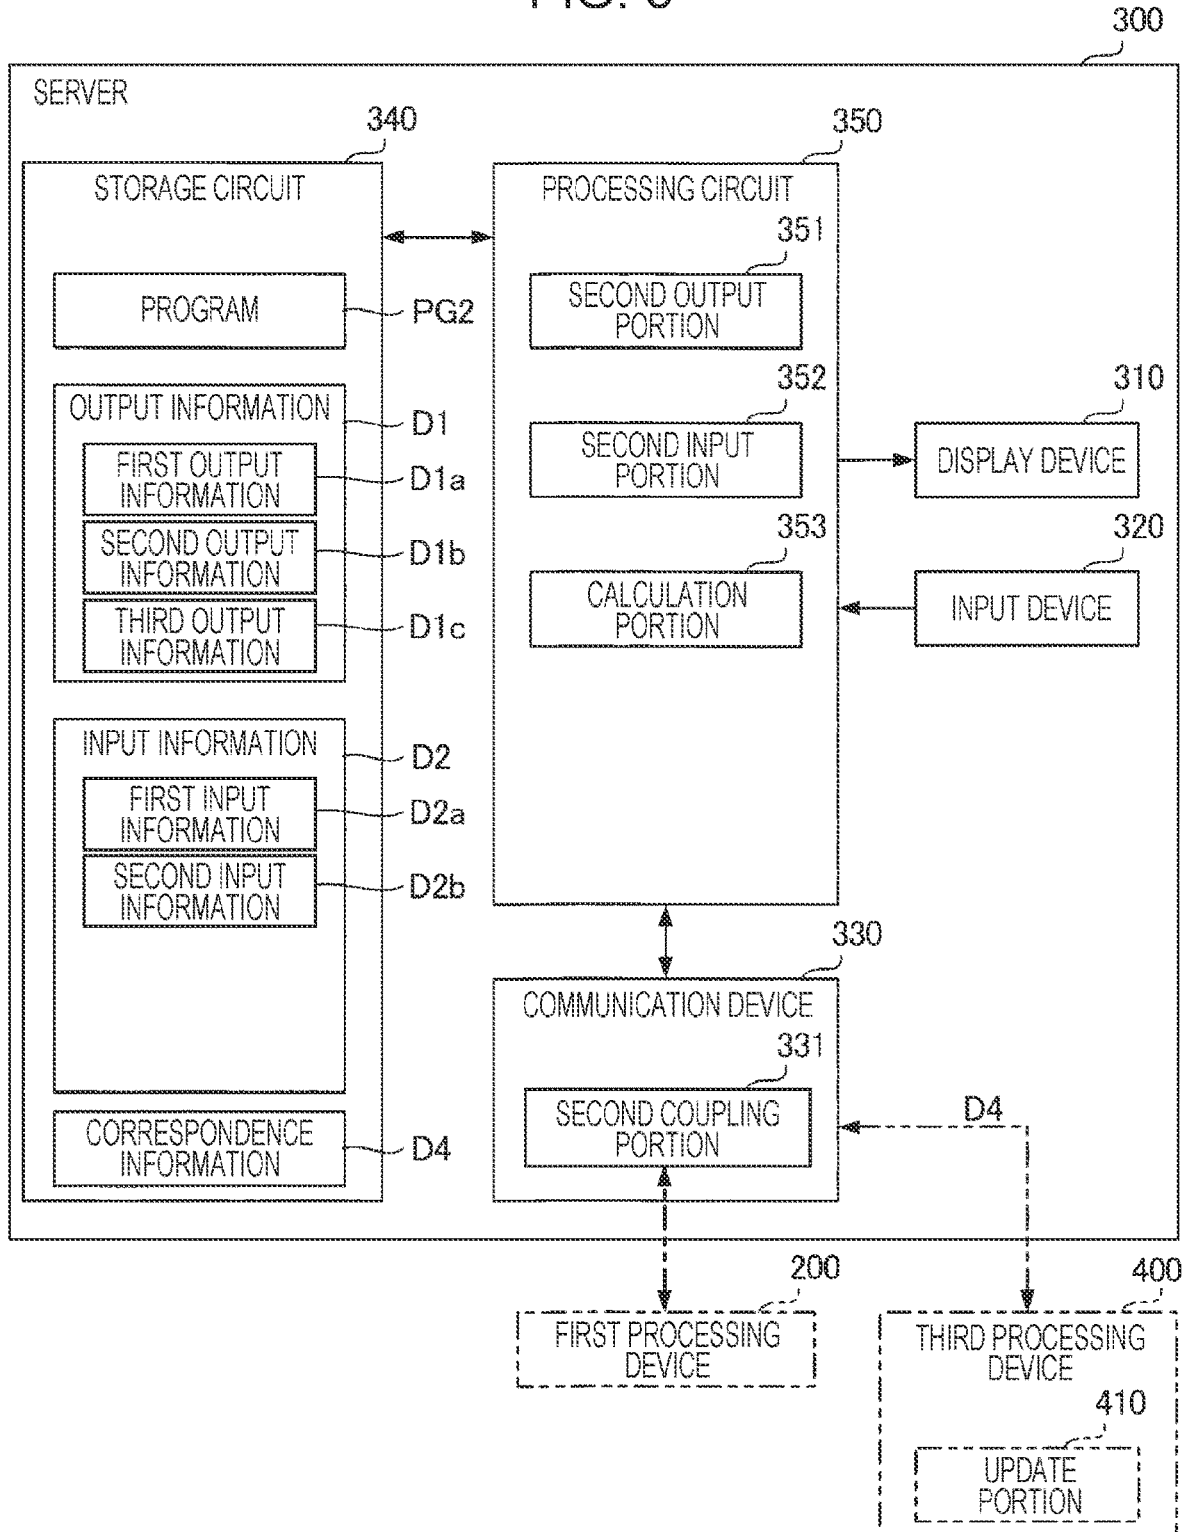 300
SERVER
340
STORAGE CIRCUIT
PROGRAM
PG2
OUTPUT INFORMATION
D1
FIRST OUTPUT
INFORMATION
D1a
SECOND OUTPUT
INFORMATION
D1b
THIRD OUTPUT
INFORMATION
D1c
INPUT INFORMATION
D2
FIRST INPUT
INFORMATION
D2a
SECOND INPUT
INFORMATION
D2b
CORRESPONDENCE
INFORMATION
D4
350
PROCESSING CIRCUIT
351
SECOND OUTPUT
PORTION
352
SECOND INPUT
PORTION
353
CALCULATION
PORTION
310
DISPLAY DEVICE
320
INPUT DEVICE
330
COMMUNICATION DEVICE
331
SECOND COUPLING
PORTION
D4
200
FIRST PROCESSING
DEVICE
400
THIRD PROCESSING
DEVICE
410
UPDATE
PORTION